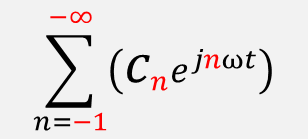 −∞
∑ (Cₙe^{jnωt})
n=−1